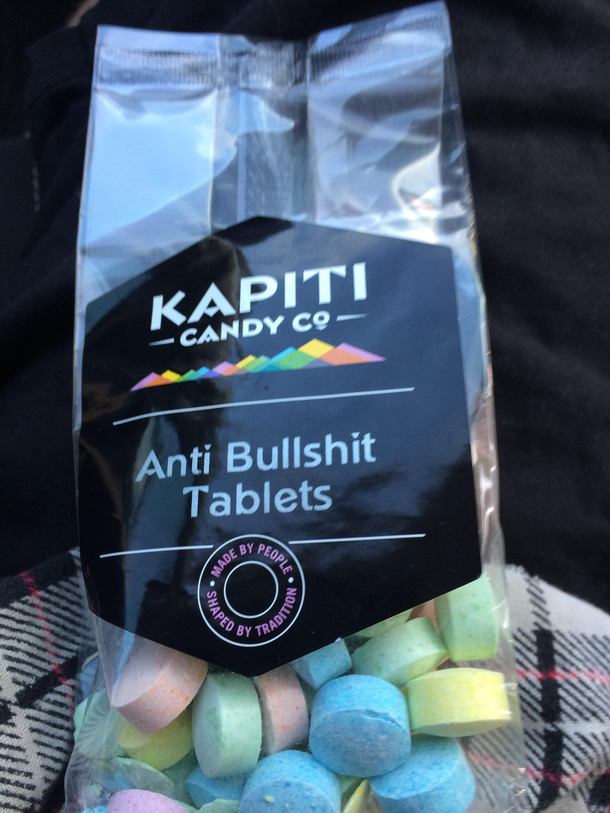 KAPITI
CANDY CO
Anti Bullshit
Tablets
MADE BY PEOPLE
SHAPED BY TRADITION